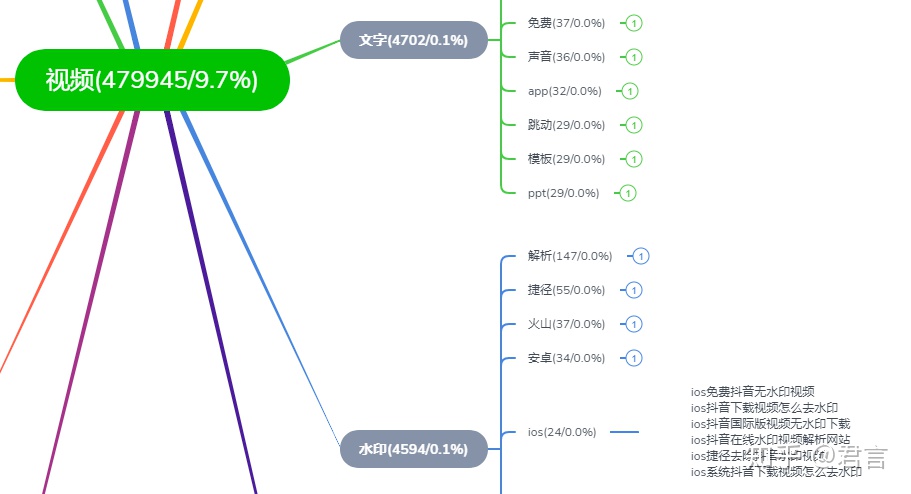 文字(4702/0.1%)
免费(37/0.0%) 1
声音(36/0.0%) 1
app(32/0.0%) 1
跳动(29/0.0%) 1
模板(29/0.0%) 1
ppt(29/0.0%) 1
视频(479945/9.7%)
解析(147/0.0%) 1
捷径(55/0.0%) 1
火山(37/0.0%) 1
安卓(34/0.0%) 1
水印(4594/0.1%)
ios(24/0.0%)
ios免费抖音无水印视频
ios抖音下载视频怎么去水印
ios抖音国际版视频无水印下载
ios抖音在线水印视频解析网站
ios捷径去除抖音水印视频
ios系统抖音下载视频怎么去水印
知乎 @君言